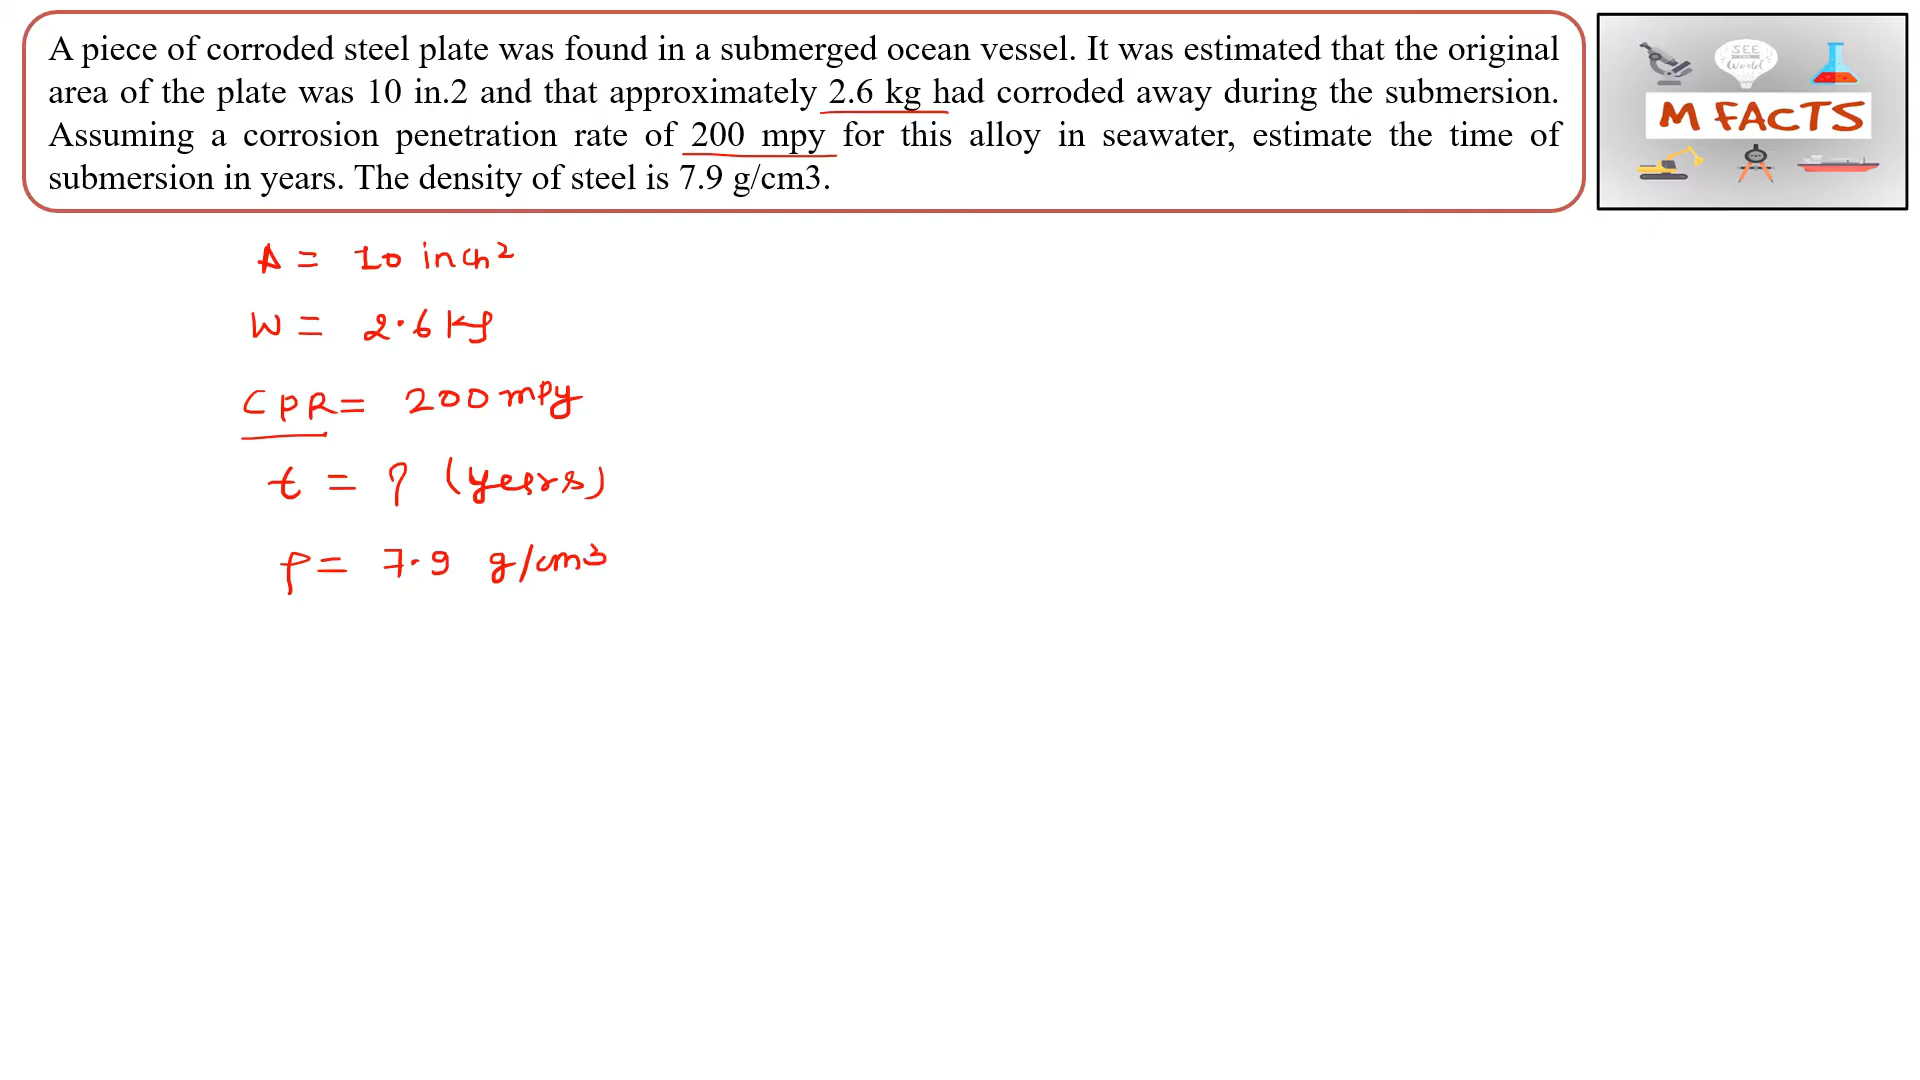 A piece of corroded steel plate was found in a submerged ocean vessel. It was estimated that the original
area of the plate was 10 in.2 and that approximately 2.6 kg had corroded away during the submersion.
Assuming a corrosion penetration rate of 200 mpy for this alloy in seawater, estimate the time of
submersion in years. The density of steel is 7.9 g/cm3.
SEE
World
M FACTS
A = 10 inch²
W = 2.6 kg
CPR = 200 mpy
t = ? (years)
ρ = 7.9 g/cm3